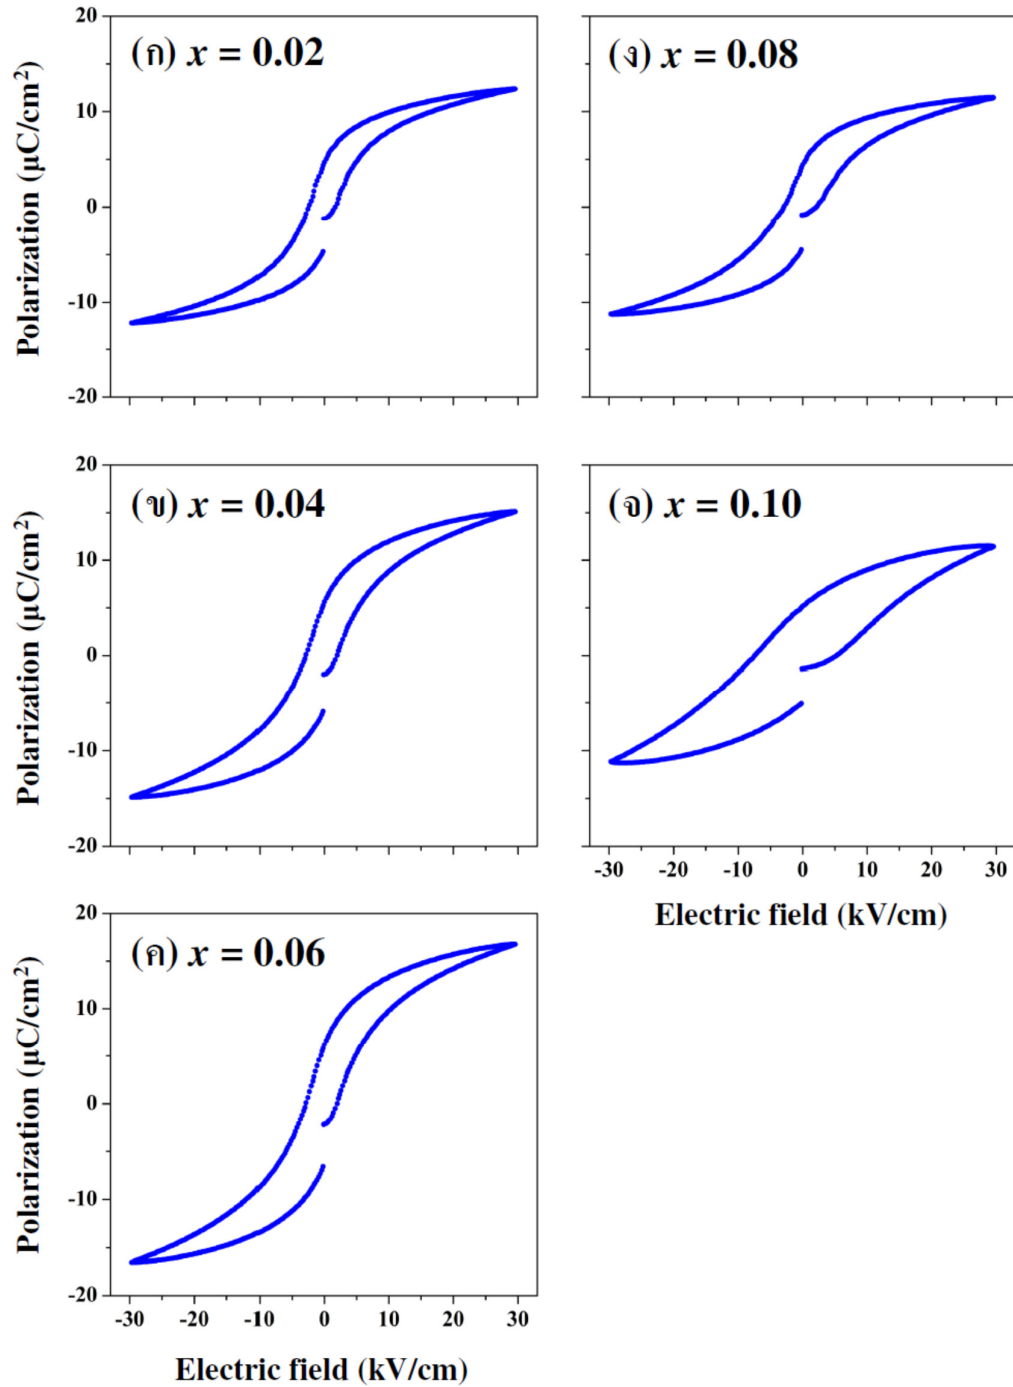 (ก) x = 0.02
20
10
0
-10
-20
Polarization (μC/cm²)
(ง) x = 0.08
(ข) x = 0.04
20
10
0
-10
-20
Polarization (μC/cm²)
(จ) x = 0.10
-30 -20 -10 0 10 20 30
Electric field (kV/cm)
(ค) x = 0.06
20
10
0
-10
-20
Polarization (μC/cm²)
-30 -20 -10 0 10 20 30
Electric field (kV/cm)